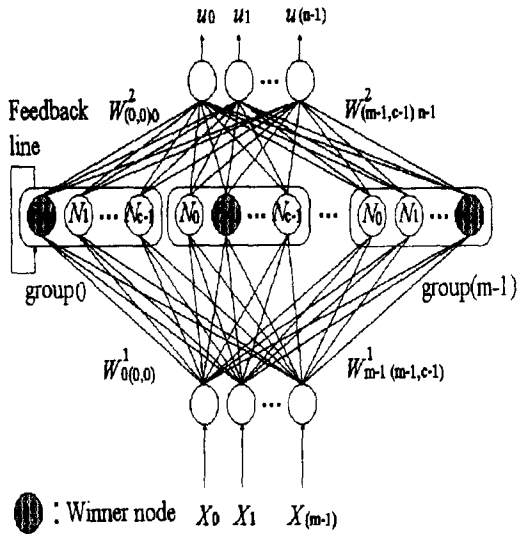 u0 u1 u(n-1)
Feedback line
W²(0,0)0 ... W²(m-1,c-1) n-1
N1 ... Nc-1 N0 ... Nc-1 ... N0 N1 ...
group0 group(m-1)
W¹0(0,0) W¹m-1 (m-1,c-1)
...
: Winner node X0 X1 X(m-1)